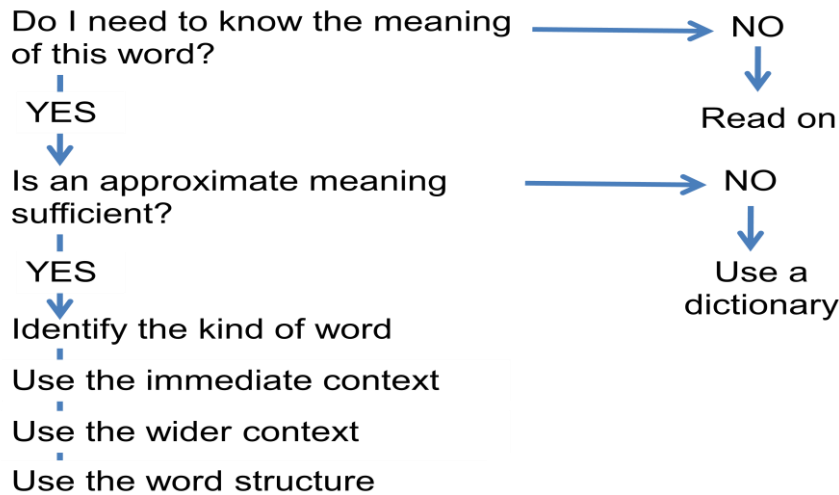 Do I need to know the meaning
of this word?
NO
YES
Read on
Is an approximate meaning
sufficient?
NO
YES
Use a
dictionary
Identify the kind of word
Use the immediate context
Use the wider context
Use the word structure